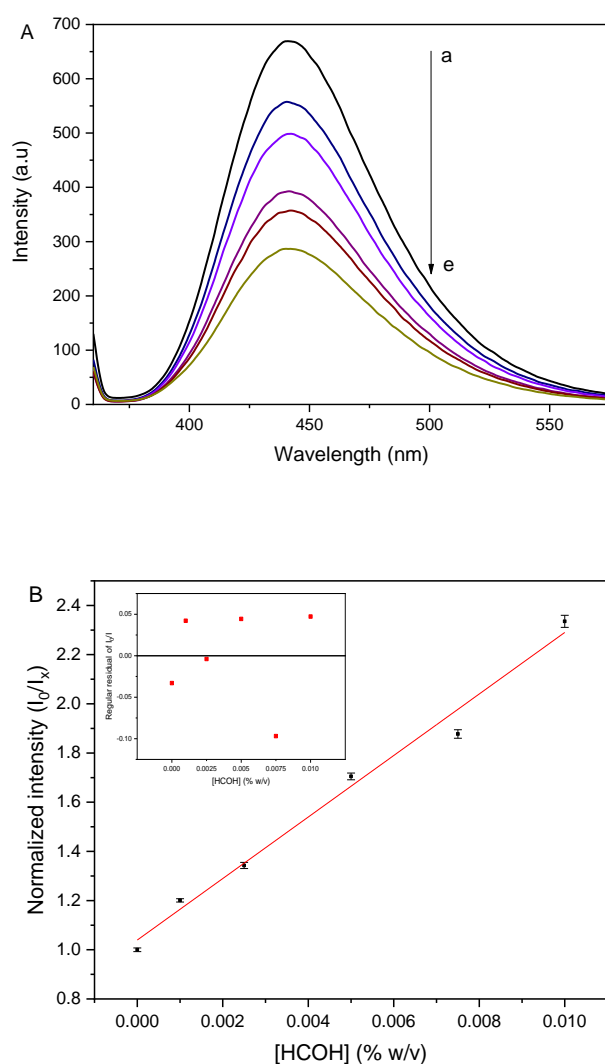 A
700
600
500
400
300
200
100
0
Intensity (a.u)
a
e
400 450 500 550
Wavelength (nm)
B
2.4
2.2
2.0
1.8
1.6
1.4
1.2
1.0
0.8
Normalized intensity (I0/Ix)
0.05
0.00
-0.05
-0.10
Regular residual of I0/I
0.000 0.0025 0.005 0.0075 0.010
[HCOH] (% w/v)
0.000 0.002 0.004 0.006 0.008 0.010
[HCOH] (% w/v)